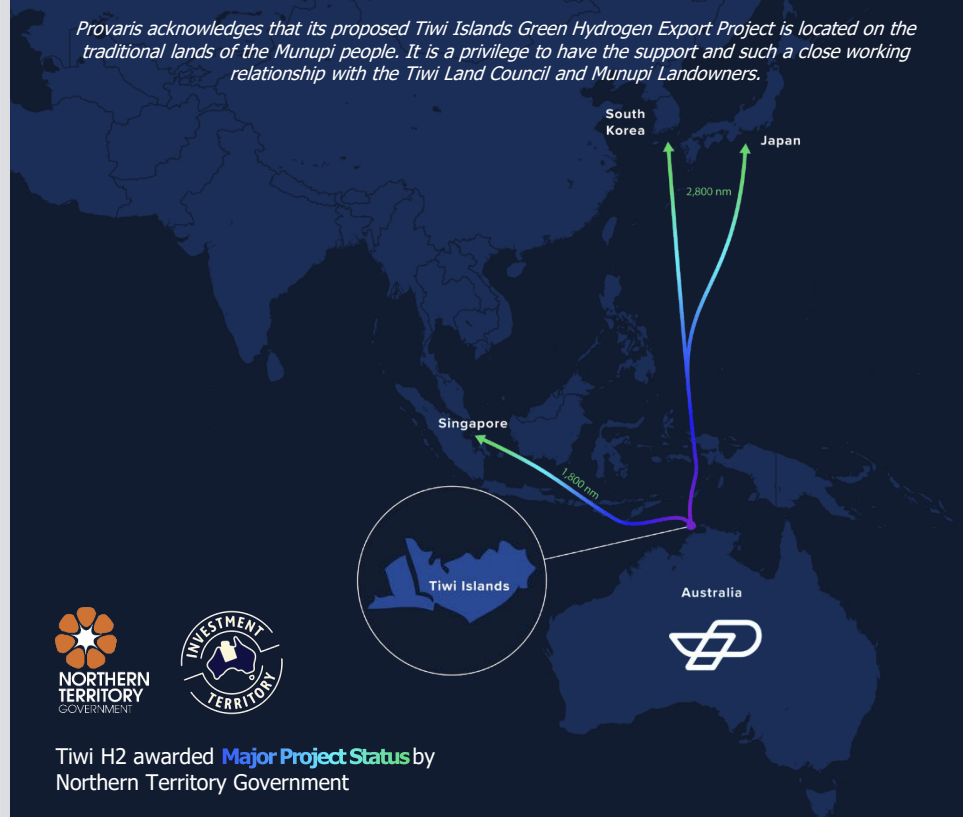 Provaris acknowledges that its proposed Tiwi Islands Green Hydrogen Export Project is located on the
traditional lands of the Munupi people. It is a privilege to have the support and such a close working
relationship with the Tiwi Land Council and Munupi Landowners.
South
Korea
Japan
2,800 nm
Singapore
1,800 nm
Tiwi Islands
Australia
NORTHERN
TERRITORY
GOVERNMENT
INVESTMENT
TERRITORY
Tiwi H2 awarded Major Project Status by
Northern Territory Government